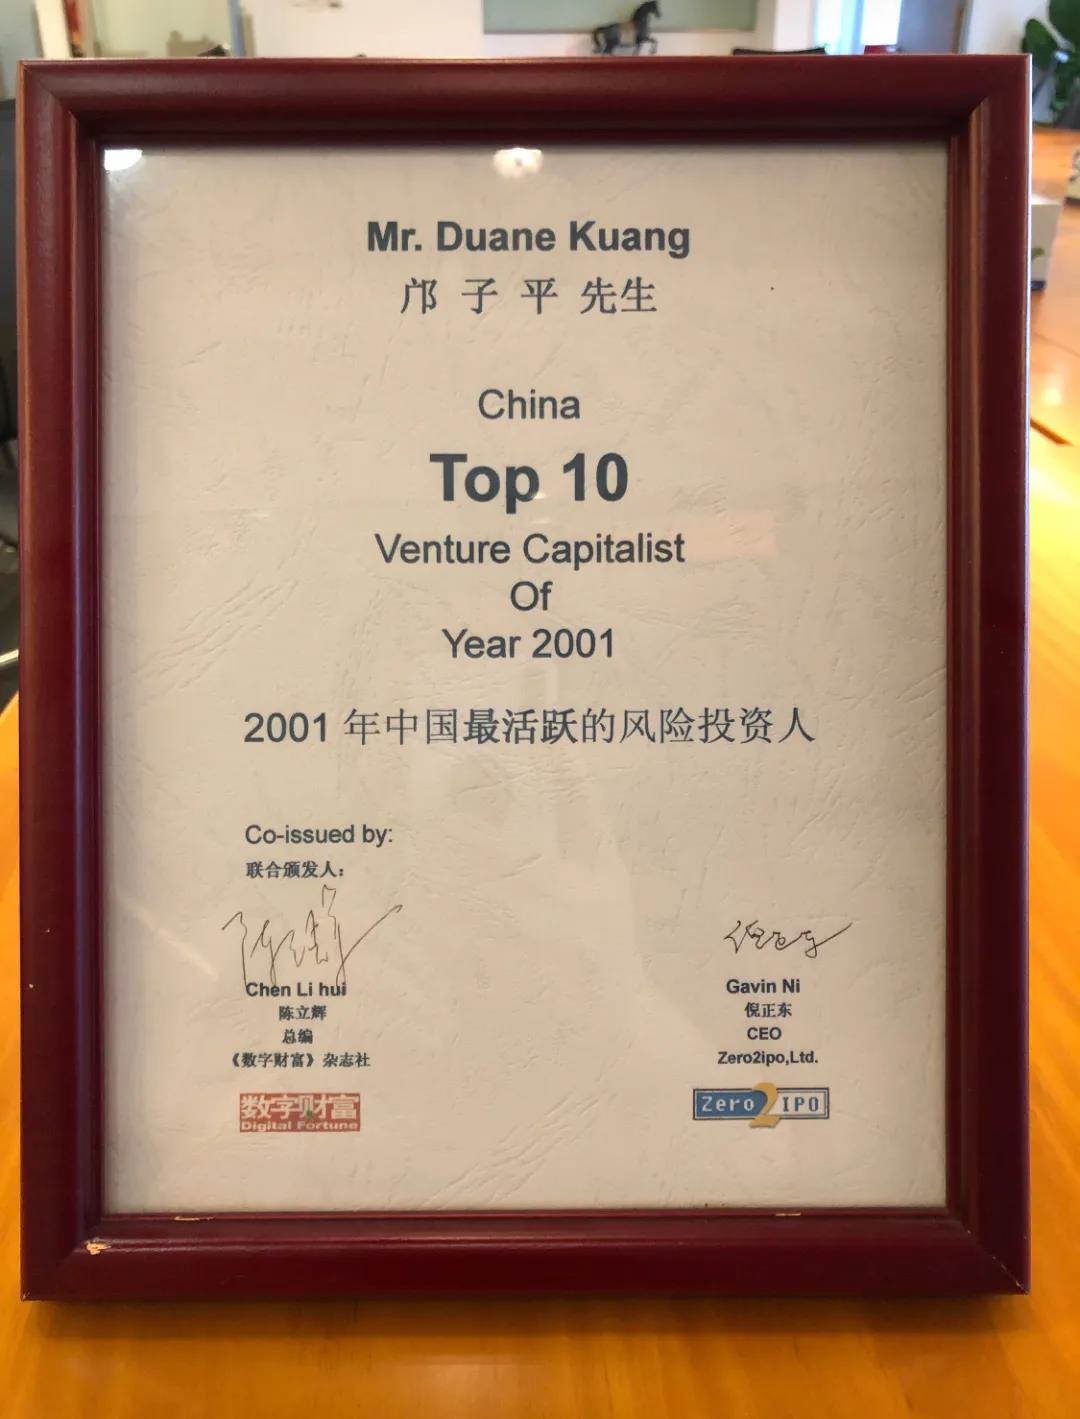 Mr. Duane Kuang
邝 子 平 先生
China
Top 10
Venture Capitalist
Of
Year 2001
2001 年中国最活跃的风险投资人
Co-issued by:
联合颁发人：
Chen Li hui
陈立辉
总编
《数字财富》杂志社
数字财富
Digital Fortune
Gavin Ni
倪正东
CEO
Zero2ipo,Ltd.
Zero2IPO